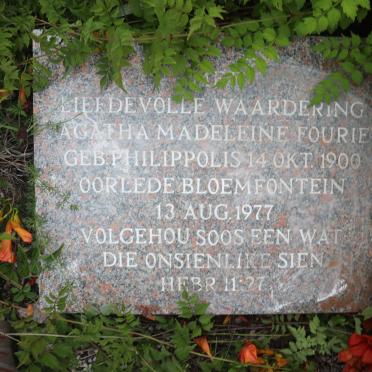 LIEFDEVOLLE WAARDERING
AGATHA MADELEINE FOURIE
GEB PHILIPPOLIS 14 OKT. 1900
OORLEDE BLOEMFONTEIN
13 AUG. 1977
VOLGEHOU SOOS EEN WAT
DIE ONSIENLIKE SIEN
HEBR 11:27